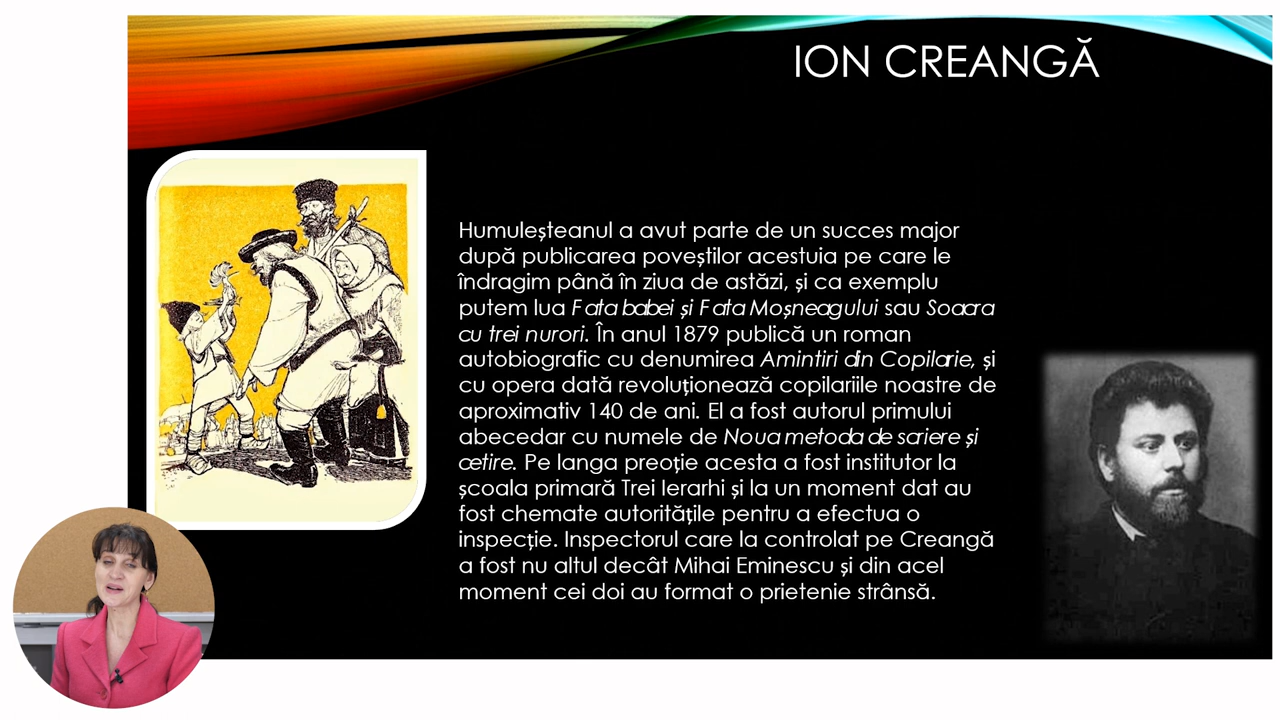 ION CREANGĂ
Humuleșteanul a avut parte de un succes major
după publicarea poveștilor acestuia pe care le
îndragim până în ziua de astăzi, și ca exemplu
putem lua Fata babei și Fata Moșneagului sau Soacra
cu trei nurori. În anul 1879 publică un roman
autobiografic cu denumirea Amintiri din Copilarie, și
cu opera dată revoluționează copilariile noastre de
aproximativ 140 de ani. El a fost autorul primului
abecedar cu numele de Noua metoda de scriere și
cetire. Pe langa preoție acesta a fost institutor la
școala primară Trei Ierarhi și la un moment dat au
fost chemate autoritățile pentru a efectua o
inspecție. Inspectorul care la controlat pe Creangă
a fost nu altul decât Mihai Eminescu și din acel
moment cei doi au format o prietenie strânsă.